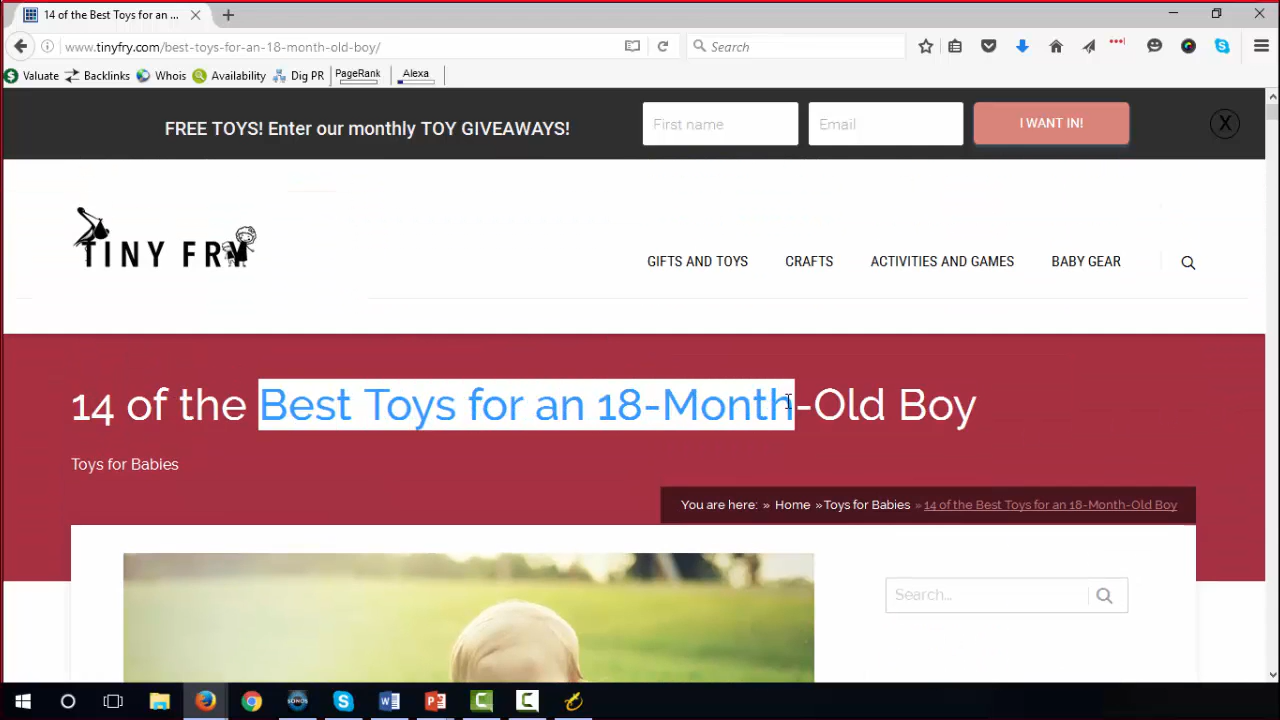 14 of the Best Toys for an ...
www.tinyfry.com/best-toys-for-an-18-month-old-boy/
Search
Valuate Backlinks Whois Availability Dig PR PageRank Alexa
FREE TOYS! Enter our monthly TOY GIVEAWAYS! First name Email I WANT IN! X
TINY FRY
GIFTS AND TOYS CRAFTS ACTIVITIES AND GAMES BABY GEAR
14 of the Best Toys for an 18-Month-Old Boy
Toys for Babies
You are here: » Home » Toys for Babies » 14 of the Best Toys for an 18-Month-Old Boy
Search...
SONOS